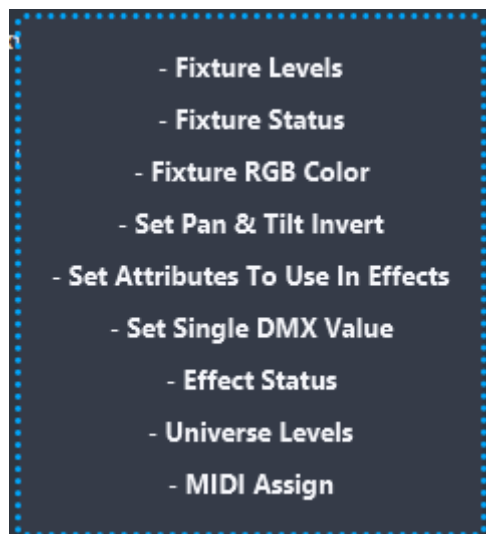 - Fixture Levels
- Fixture Status
- Fixture RGB Color
- Set Pan & Tilt Invert
- Set Attributes To Use In Effects
- Set Single DMX Value
- Effect Status
- Universe Levels
- MIDI Assign